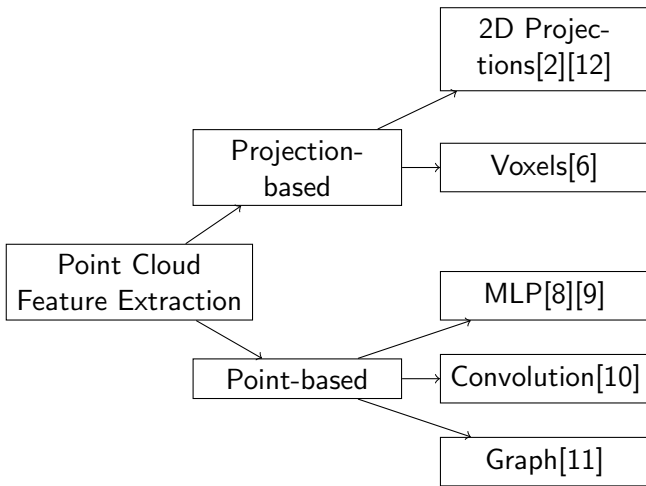 2D Projec-
tions[2][12]
Projection-
based
Voxels[6]
Point Cloud
Feature Extraction
MLP[8][9]
Point-based
Convolution[10]
Graph[11]